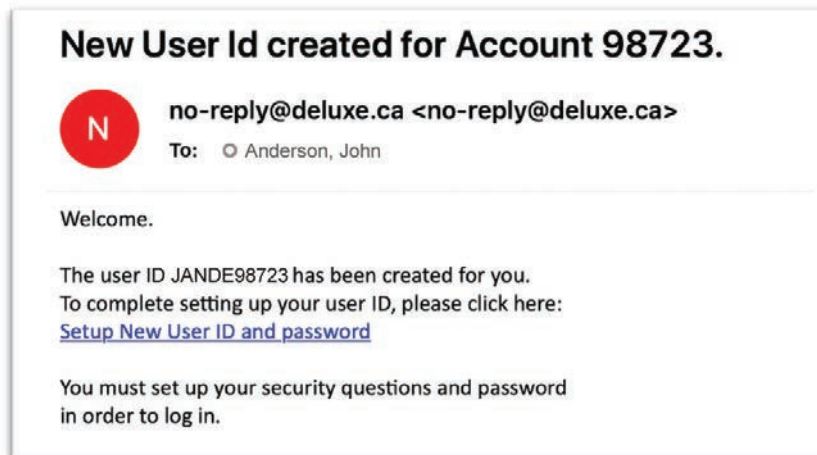 New User Id created for Account 98723.
N
no-reply@deluxe.ca <no-reply@deluxe.ca>
To: Anderson, John
Welcome.
The user ID JANDE98723 has been created for you.
To complete setting up your user ID, please click here:
Setup New User ID and password
You must set up your security questions and password
in order to log in.